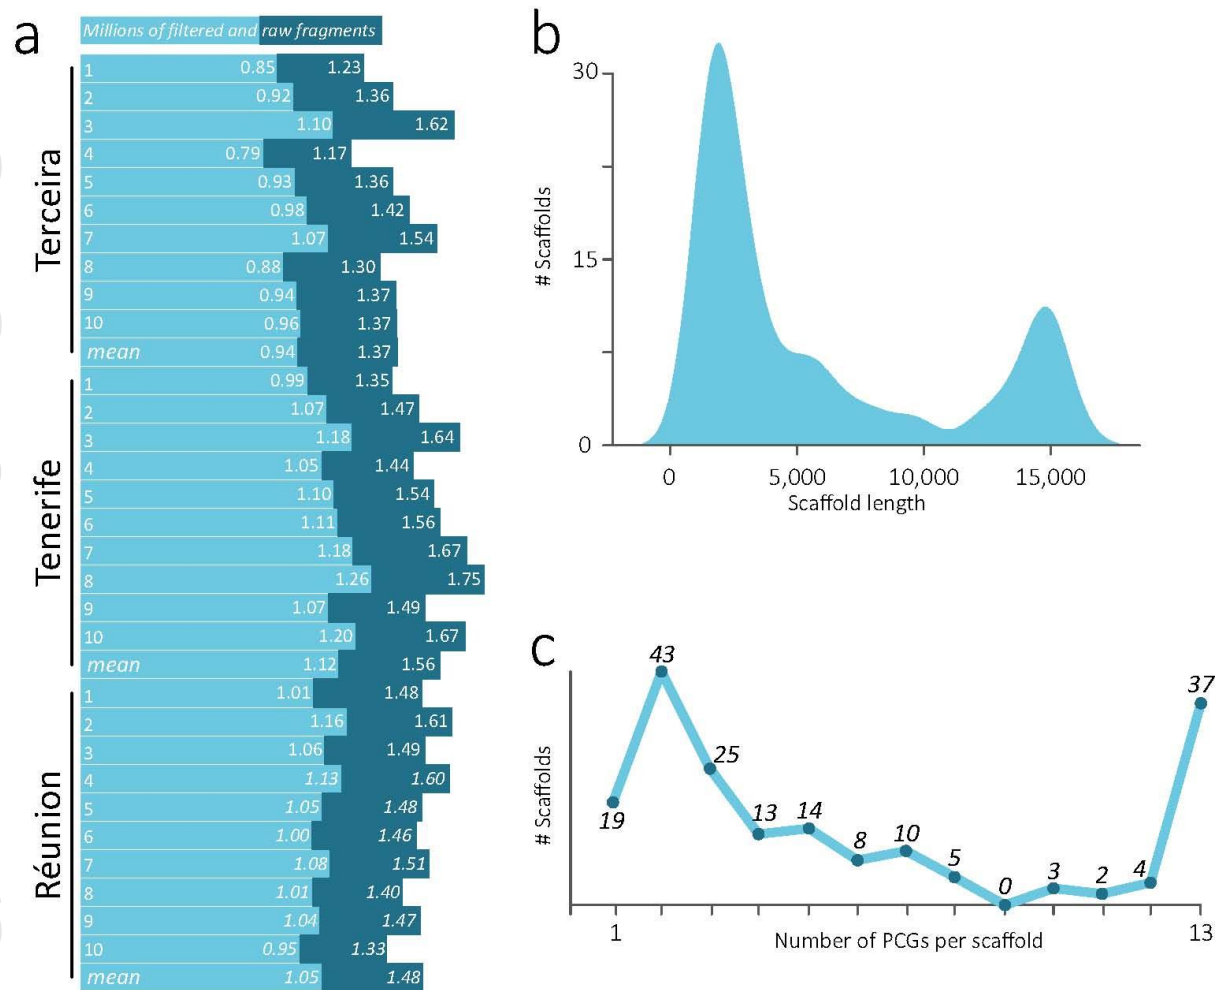 a
Millions of filtered and raw fragments
Terceira
1 0.85 1.23
2 0.92 1.36
3 1.10 1.62
4 0.79 1.17
5 0.93 1.36
6 0.98 1.42
7 1.07 1.54
8 0.88 1.30
9 0.94 1.37
10 0.96 1.37
mean 0.94 1.37
Tenerife
1 0.99 1.35
2 1.07 1.47
3 1.18 1.64
4 1.05 1.44
5 1.10 1.54
6 1.11 1.56
7 1.18 1.67
8 1.26 1.75
9 1.07 1.49
10 1.20 1.67
mean 1.12 1.56
Réunion
1 1.01 1.48
2 1.16 1.61
3 1.06 1.49
4 1.13 1.60
5 1.05 1.48
6 1.00 1.46
7 1.08 1.51
8 1.01 1.40
9 1.04 1.47
10 0.95 1.33
mean 1.05 1.48
b
30
15
0
# Scaffolds
0 5,000 10,000 15,000
Scaffold length
c
# Scaffolds
19 43 25 13 14 8 10 5 0 3 2 4 37
1 13
Number of PCGs per scaffold